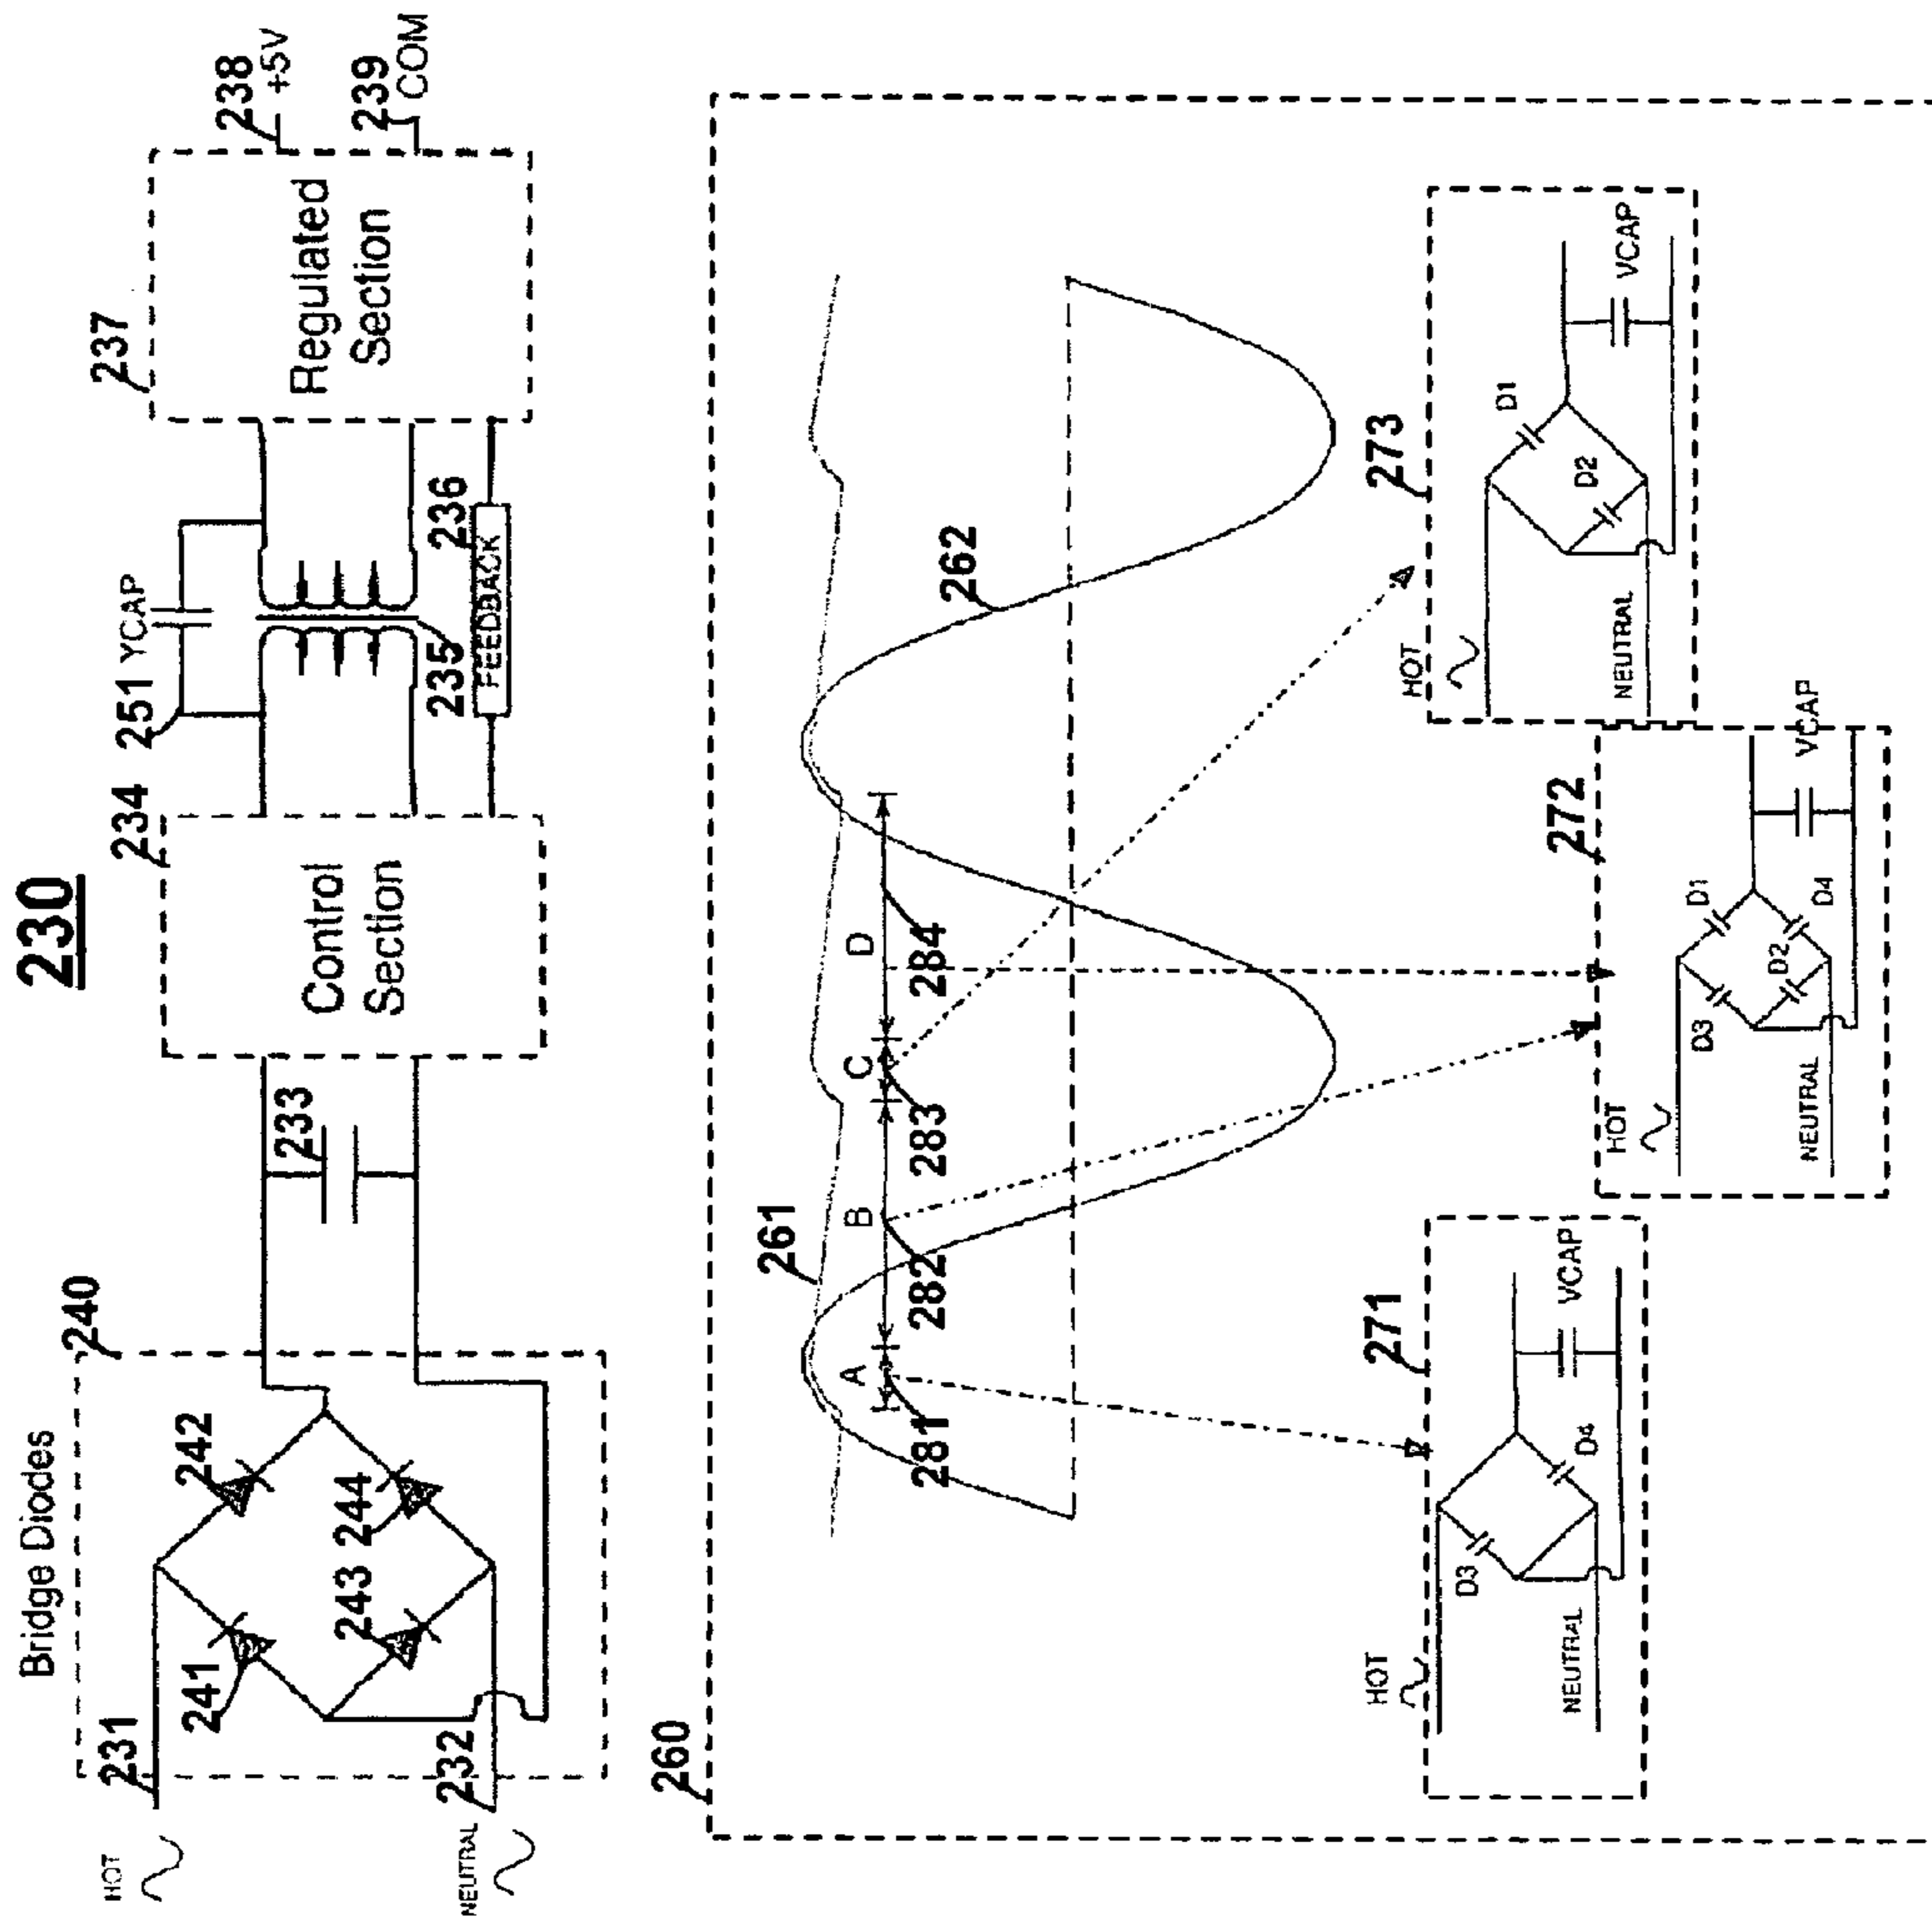 230
Bridge Diodes
240
HOT
231
241
242
243
244
NEUTRAL
232
233
234
Control
Section
251 YCAP
235
236
FEEDBACK
237
Regulated
Section
238
+5V
239
COM
260
261
262
A
B
C
D
281
282
283
284
271
HOT
D3
D4
NEUTRAL
VCAP
272
HOT
D3
D1
D2
D4
NEUTRAL
VCAP
273
HOT
D1
D2
NEUTRAL
VCAP